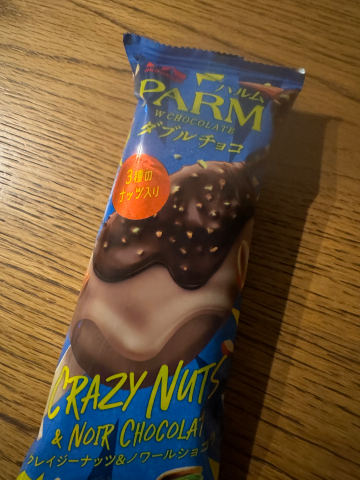 パルム
PARM
W CHOCOLATE
ダブルチョコ
3種の
ナッツ入り
CRAZY NUTS
& NOIR CHOCOLAT
クレイジーナッツ&ノワールショコ